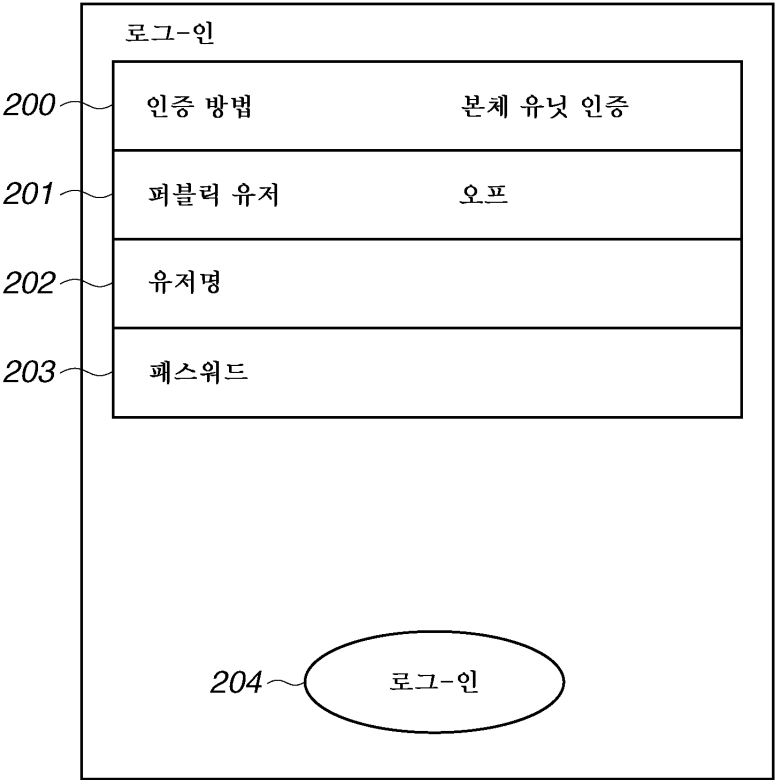 로그-인
200 인증 방법 본체 유닛 인증
201 퍼블릭 유저 오프
202 유저명
203 패스워드
204 로그-인